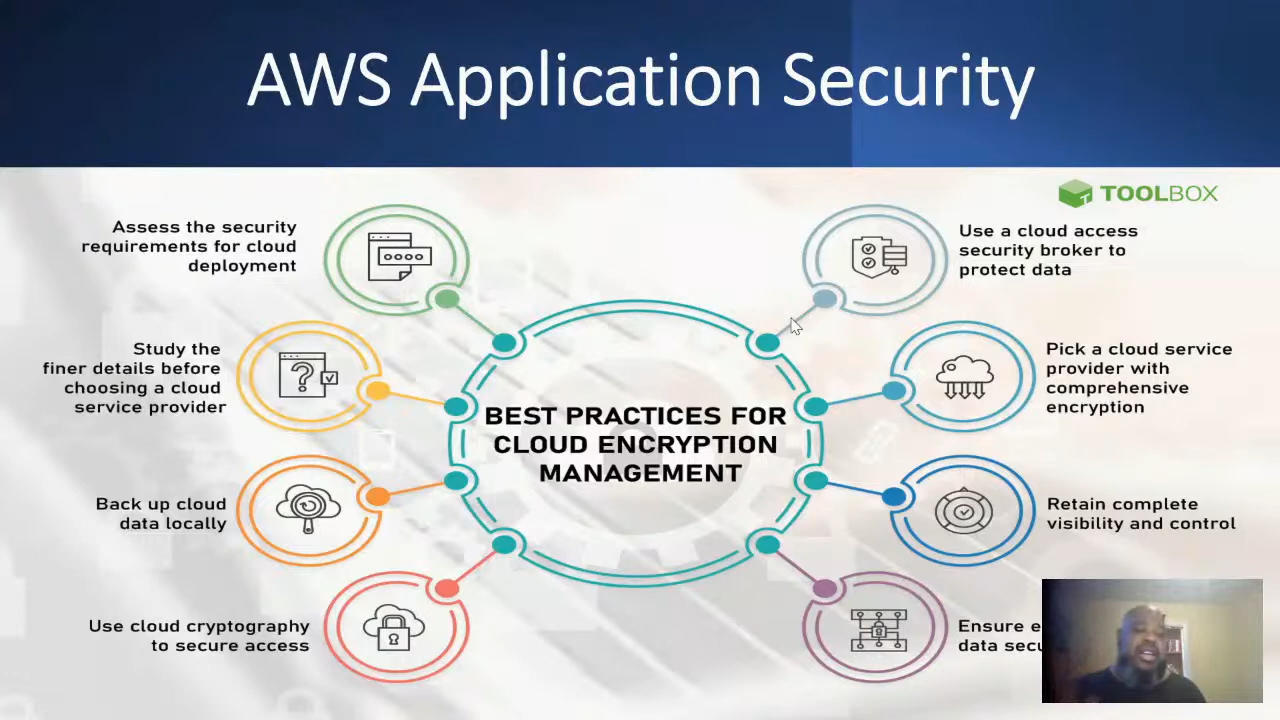 AWS Application Security
TOOLBOX
Assess the security
requirements for cloud
deployment
Study the
finer details before
choosing a cloud
service provider
Back up cloud
data locally
Use cloud cryptography
to secure access
BEST PRACTICES FOR
CLOUD ENCRYPTION
MANAGEMENT
Use a cloud access
security broker to
protect data
Pick a cloud service
provider with
comprehensive
encryption
Retain complete
visibility and control
Ensure
data